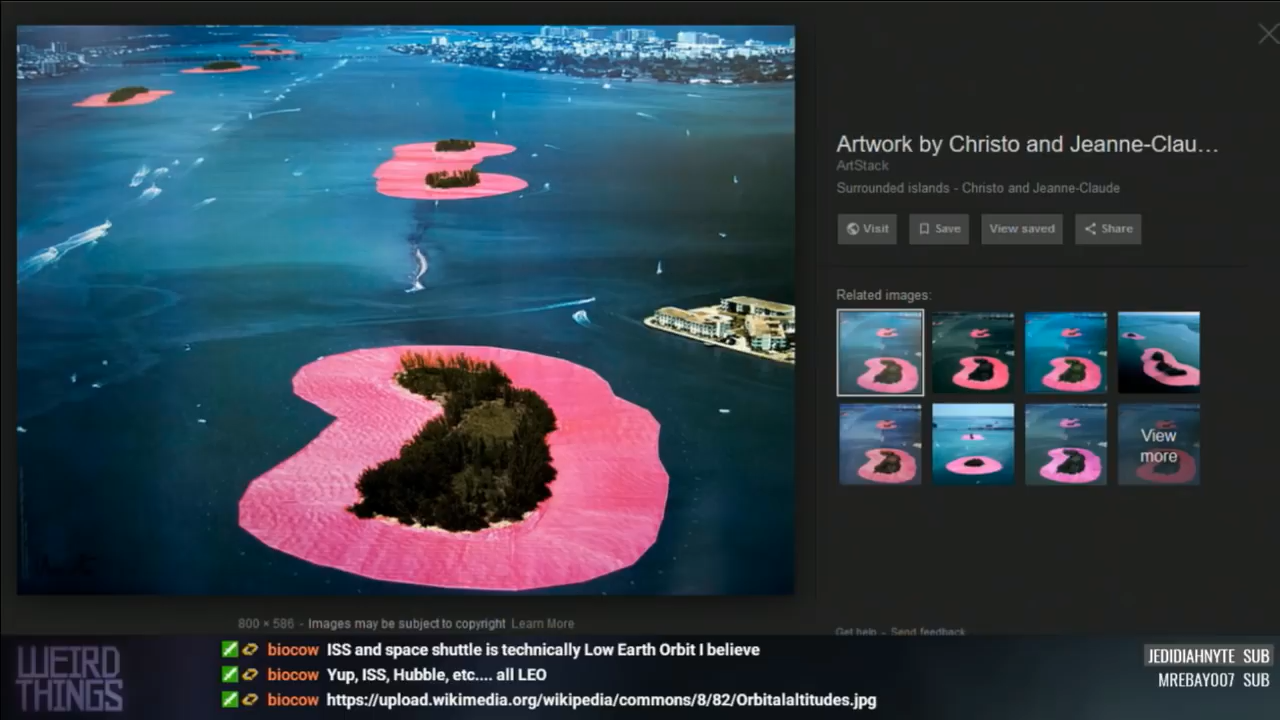 Artwork by Christo and Jeanne-Clau...
ArtStack
Surrounded islands - Christo and Jeanne-Claude
Visit
Save
View saved
Share
Related images:
View
more
800 × 586 - Images may be subject to copyright Learn More
Get help - Send feedback
WEIRD
THINGS
biocow ISS and space shuttle is technically Low Earth Orbit I believe
biocow Yup, ISS, Hubble, etc.... all LEO
biocow https://upload.wikimedia.org/wikipedia/commons/8/82/Orbitalaltitudes.jpg
JEDIDIAHNYTE SUB
MREBAY007 SUB